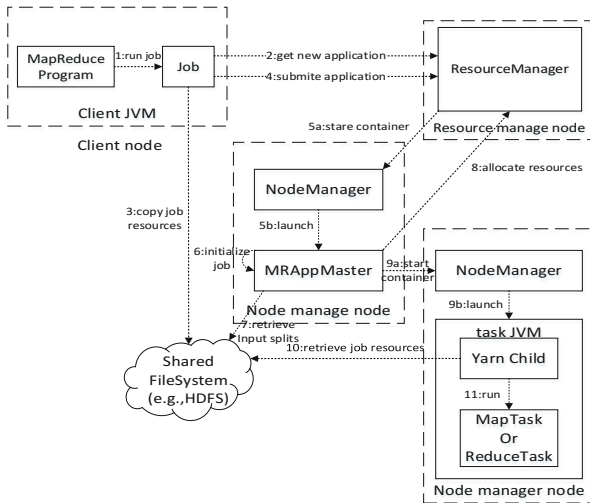 MapReduce
Program
1:run job
Job
Client JVM
Client node
2:get new application
4:submite application
ResourceManager
Resource manage node
5a:stare container
8:allocate resources
NodeManager
5b:launch
3:copy job
resources
6:initialize
job
MRAppMaster
Node manage node
9a:start
container
NodeManager
9b:launch
7:retrieve
Input splits
10:retrieve job resources
Shared
FileSystem
(e.g.,HDFS)
task JVM
Yarn Child
11:run
MapTask
Or
ReduceTask
Node manager node